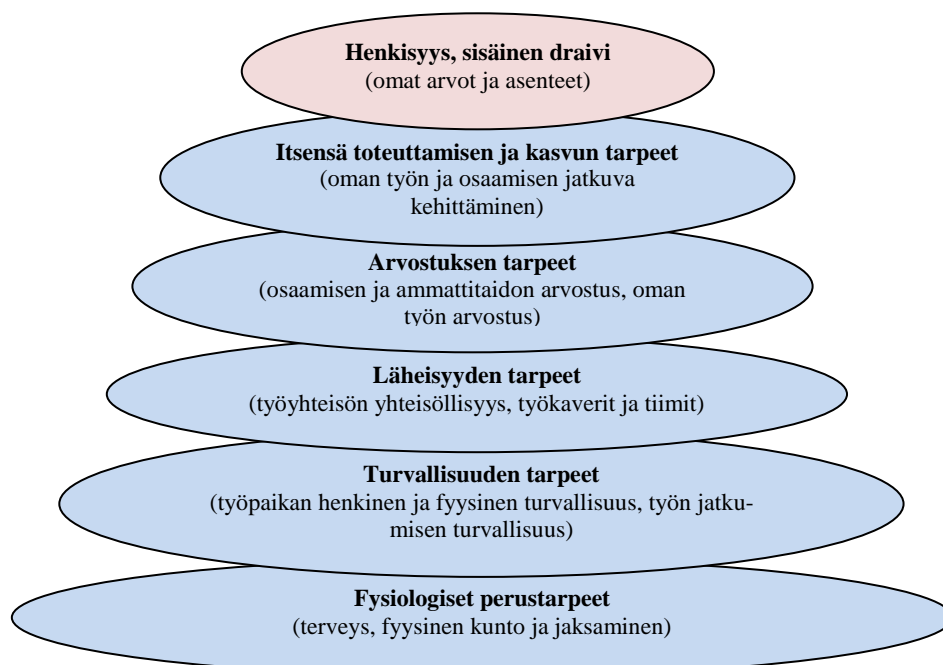 Henkisyys, sisäinen draivi
(omat arvot ja asenteet)
Itsensä toteuttamisen ja kasvun tarpeet
(oman työn ja osaamisen jatkuva
kehittäminen)
Arvostuksen tarpeet
(osaamisen ja ammattitaidon arvostus, oman
työn arvostus)
Läheisyyden tarpeet
(työyhteisön yhteisöllisyys, työkaverit ja tiimit)
Turvallisuuden tarpeet
(työpaikan henkinen ja fyysinen turvallisuus, työn jatku-
misen turvallisuus)
Fysiologiset perustarpeet
(terveys, fyysinen kunto ja jaksaminen)